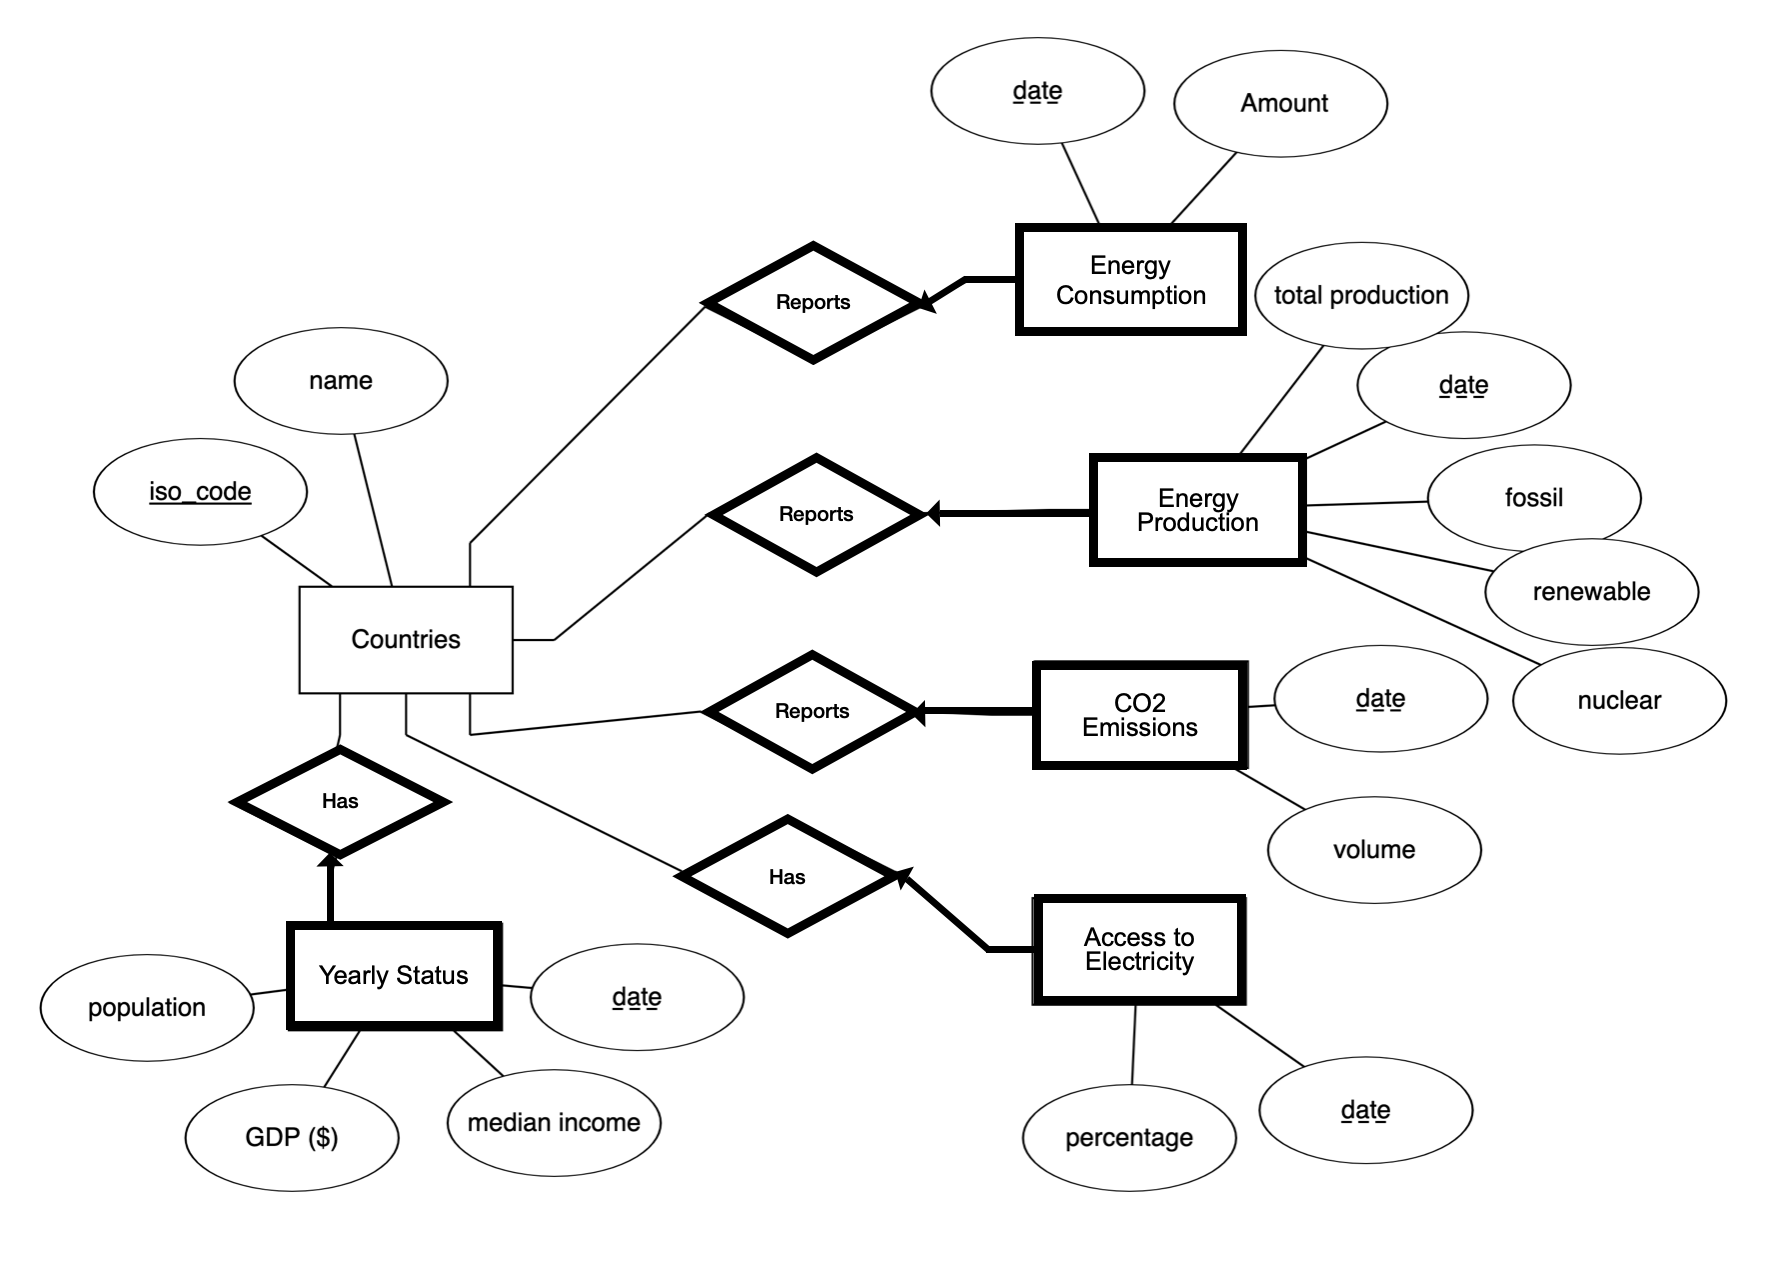 date
Amount
Energy
Consumption
Reports
total production
date
name
iso_code
Energy
Production
Reports
fossil
renewable
nuclear
Countries
Reports
CO2
Emissions
date
volume
Has
Has
Access to
Electricity
Yearly Status
population
date
GDP ($)
median income
percentage
date